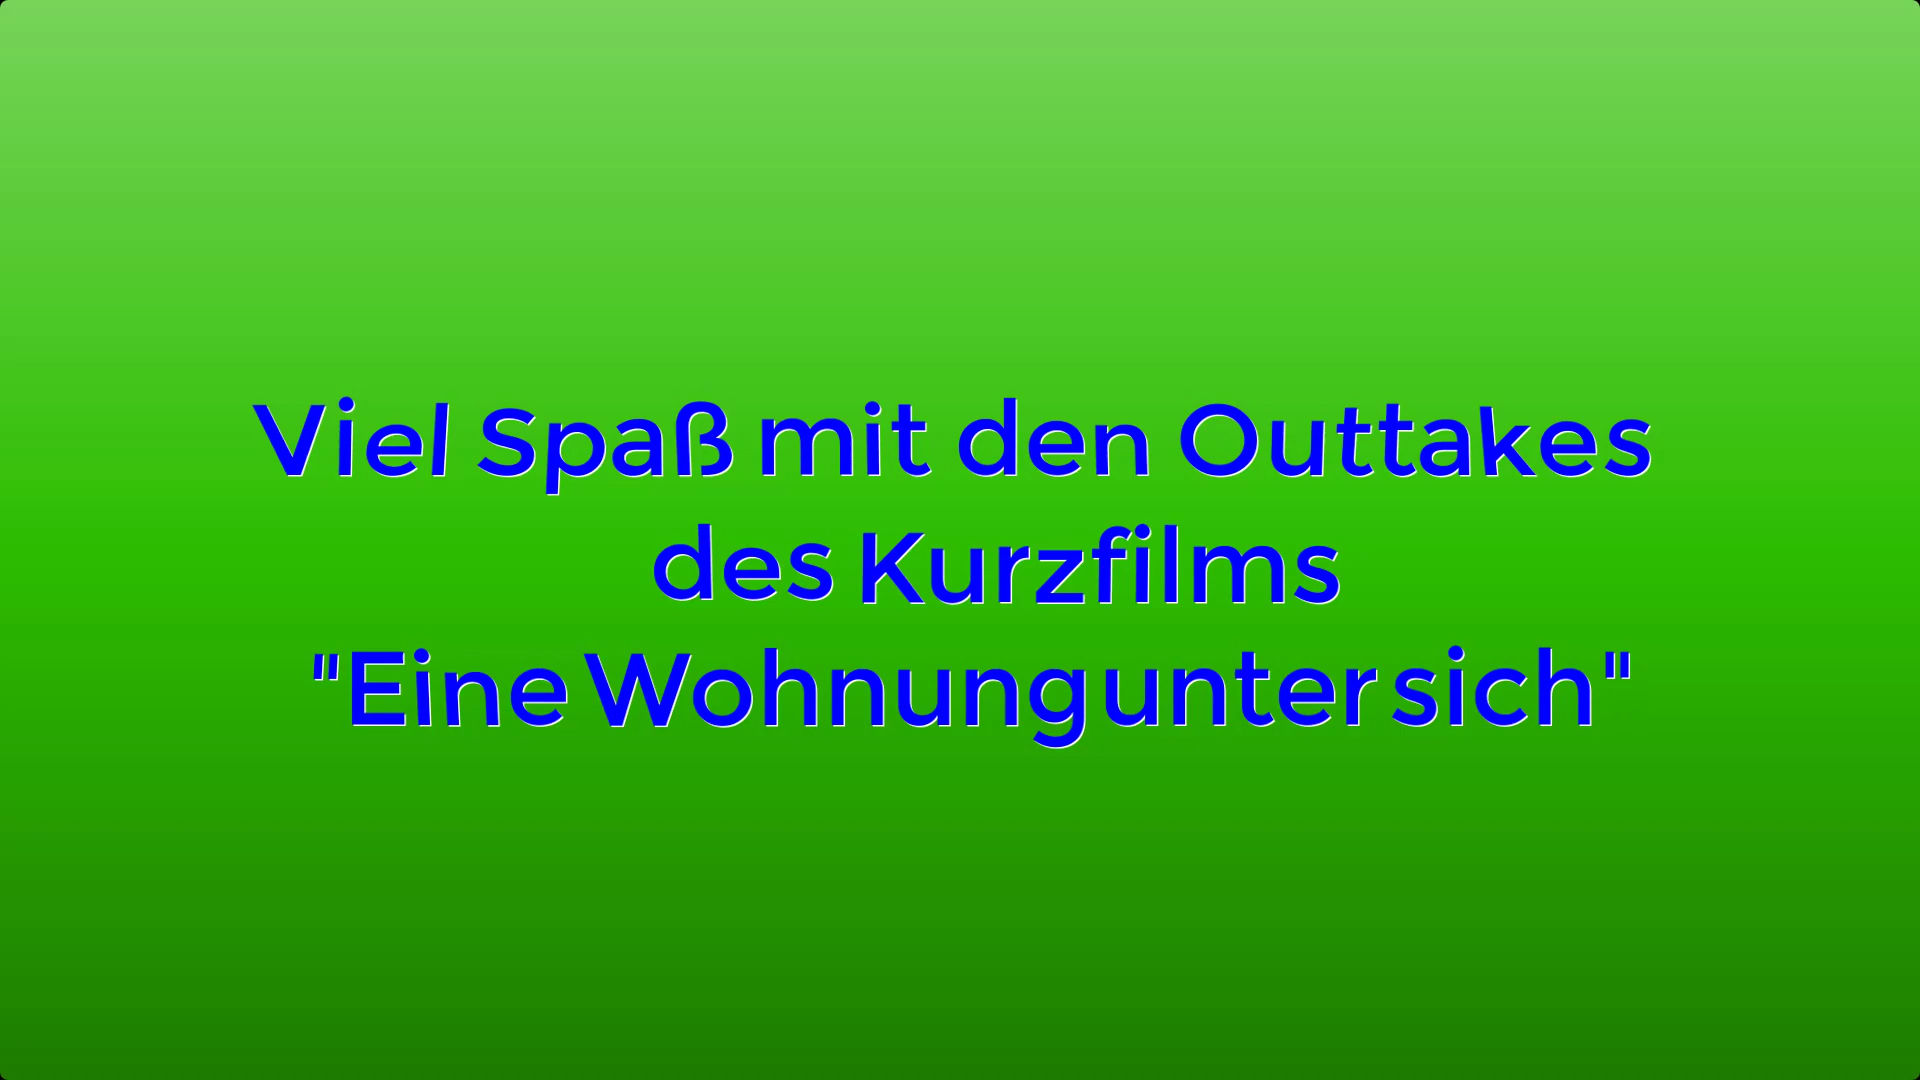 Viel Spaß mit den Outtakes
des Kurzfilms
"Eine Wohnung unter sich"